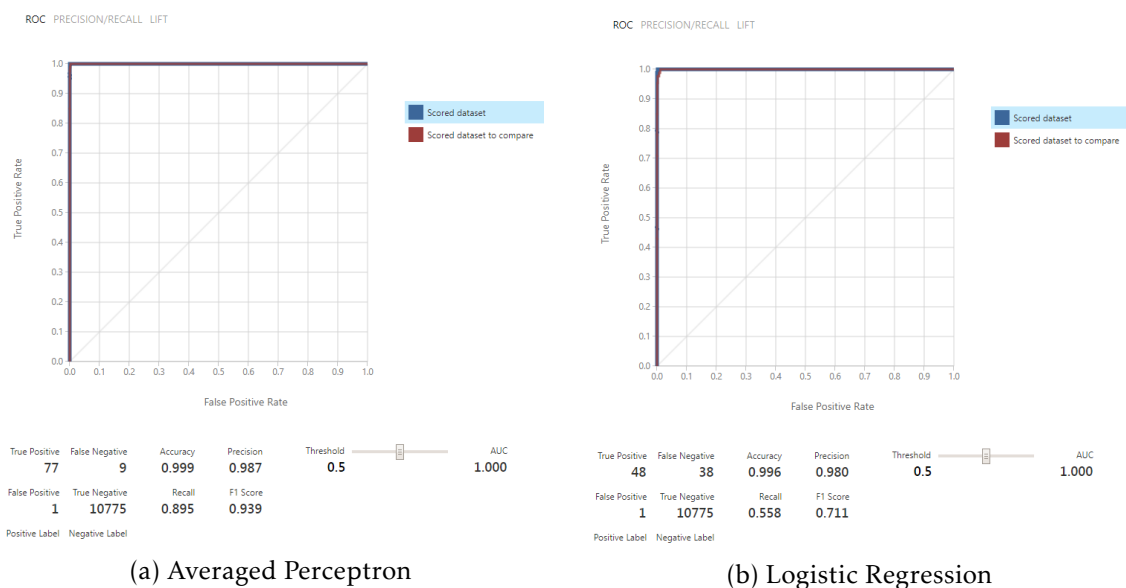 ROC PRECISION/RECALL LIFT
1.0
0.9
0.8
0.7
0.6
0.5
0.4
0.3
0.2
0.1
0.0
True Positive Rate
0.0 0.1 0.2 0.3 0.4 0.5 0.6 0.7 0.8 0.9 1.0
False Positive Rate
Scored dataset
Scored dataset to compare
True Positive False Negative Accuracy Precision Threshold AUC
77 9 0.999 0.987 0.5 1.000
False Positive True Negative Recall F1 Score
1 10775 0.895 0.939
Positive Label Negative Label
(a) Averaged Perceptron
ROC PRECISION/RECALL LIFT
1.0
0.9
0.8
0.7
0.6
0.5
0.4
0.3
0.2
0.1
0.0
True Positive Rate
0.0 0.1 0.2 0.3 0.4 0.5 0.6 0.7 0.8 0.9 1.0
False Positive Rate
Scored dataset
Scored dataset to compare
True Positive False Negative Accuracy Precision Threshold AUC
48 38 0.996 0.980 0.5 1.000
False Positive True Negative Recall F1 Score
1 10775 0.558 0.711
Positive Label Negative Label
(b) Logistic Regression